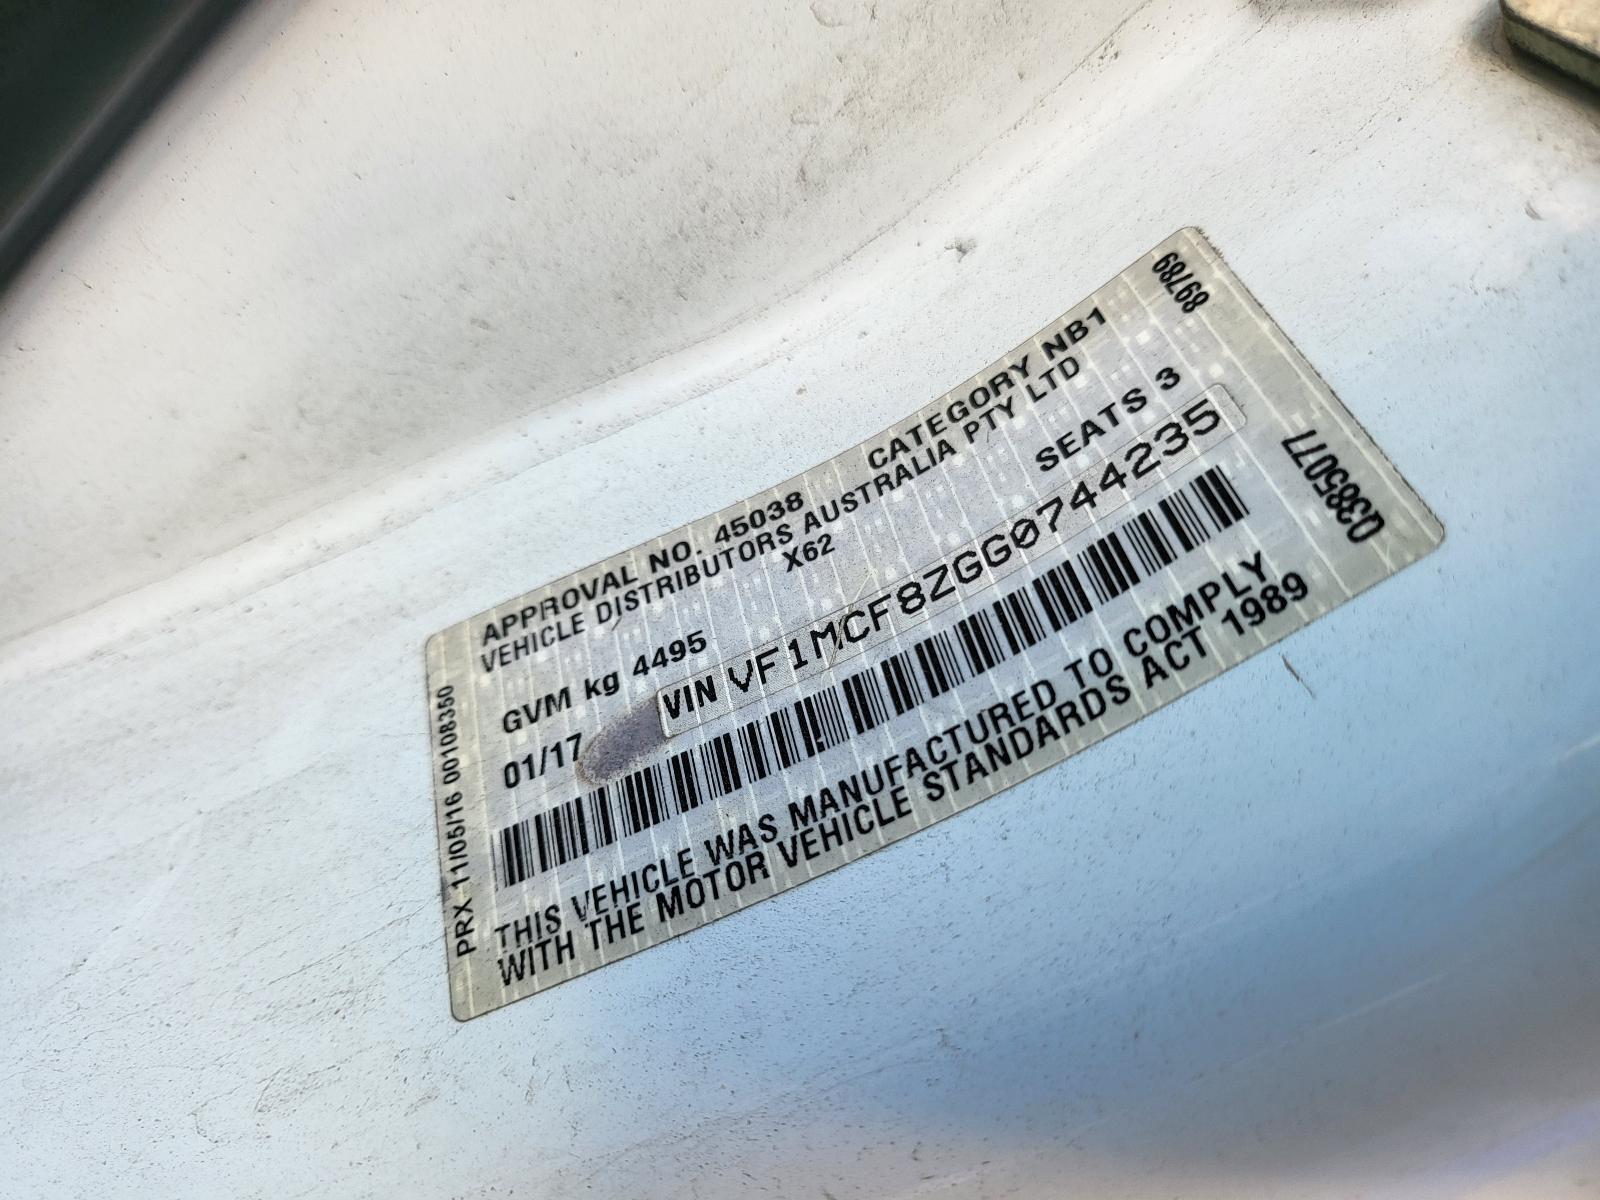 APPROVAL NO. 45038 CATEGORY NB1
VEHICLE DISTRIBUTORS AUSTRALIA PTY LTD
X62
GVM kg 4495 SEATS 3
01/17 VIN VF1MCF8ZGG0744235
THIS VEHICLE WAS MANUFACTURED TO COMPLY
WITH THE MOTOR VEHICLE STANDARDS ACT 1989
PRX 11/05/16 00108350
89789
Q385077